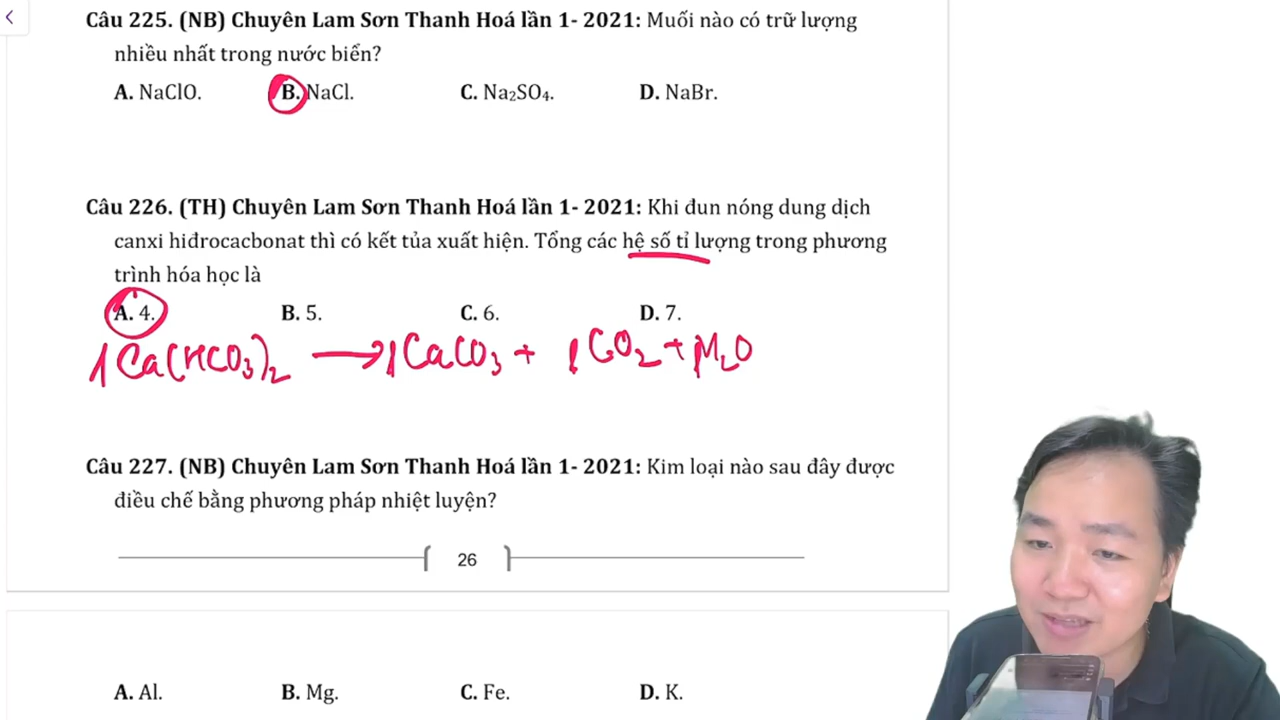 Câu 225. (NB) Chuyên Lam Sơn Thanh Hoá lần 1- 2021: Muối nào có trữ lượng
nhiều nhất trong nước biển?
A. NaClO. B. NaCl. C. Na₂SO₄. D. NaBr.
Câu 226. (TH) Chuyên Lam Sơn Thanh Hoá lần 1- 2021: Khi đun nóng dung dịch
canxi hiđrocacbonat thì có kết tủa xuất hiện. Tổng các hệ số tỉ lượng trong phương
trình hóa học là
A. 4. B. 5. C. 6. D. 7.
1Ca(HCO₃)₂ ⟶ 1CaCO₃ + 1CO₂ + H₂O
Câu 227. (NB) Chuyên Lam Sơn Thanh Hoá lần 1- 2021: Kim loại nào sau đây được
điều chế bằng phương pháp nhiệt luyện?
26
A. Al. B. Mg. C. Fe. D. K.